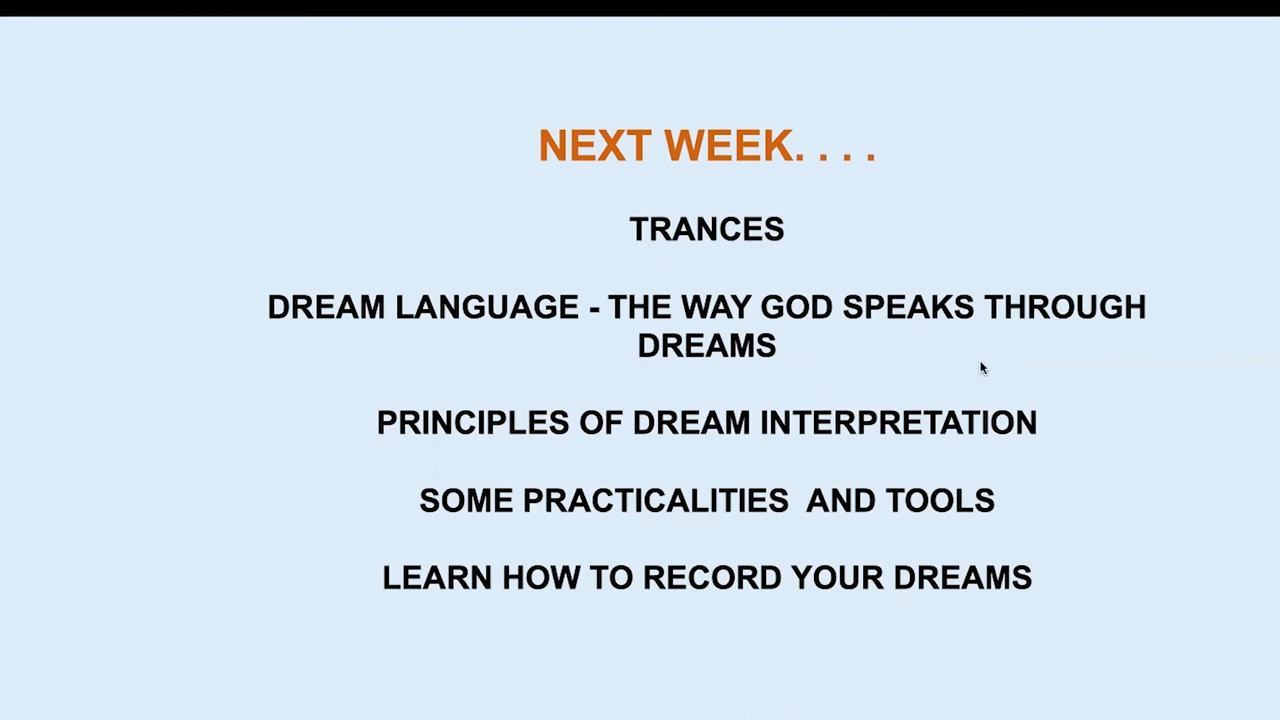 NEXT WEEK. . . .
TRANCES
DREAM LANGUAGE - THE WAY GOD SPEAKS THROUGH
DREAMS
PRINCIPLES OF DREAM INTERPRETATION
SOME PRACTICALITIES  AND TOOLS
LEARN HOW TO RECORD YOUR DREAMS